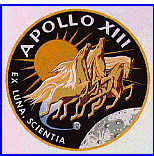 APOLLO XIII
EX LUNA, SCIENTIA